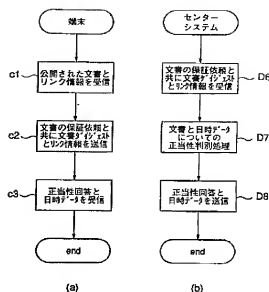 端末
c1
公開された文書と
リンク情報を受信
c2
文書の保証依頼と
共に文書ダイジェスト
とリンク情報を送信
c3
正当性回答と
日時データを受信
end
(a)
センター
システム
D6
文書の保証依頼と
共に文書ダイジェスト
とリンク情報を受信
D7
文書と日時データ
についての
正当性判別処理
D8
正当性回答と
日時データを送信
end
(b)